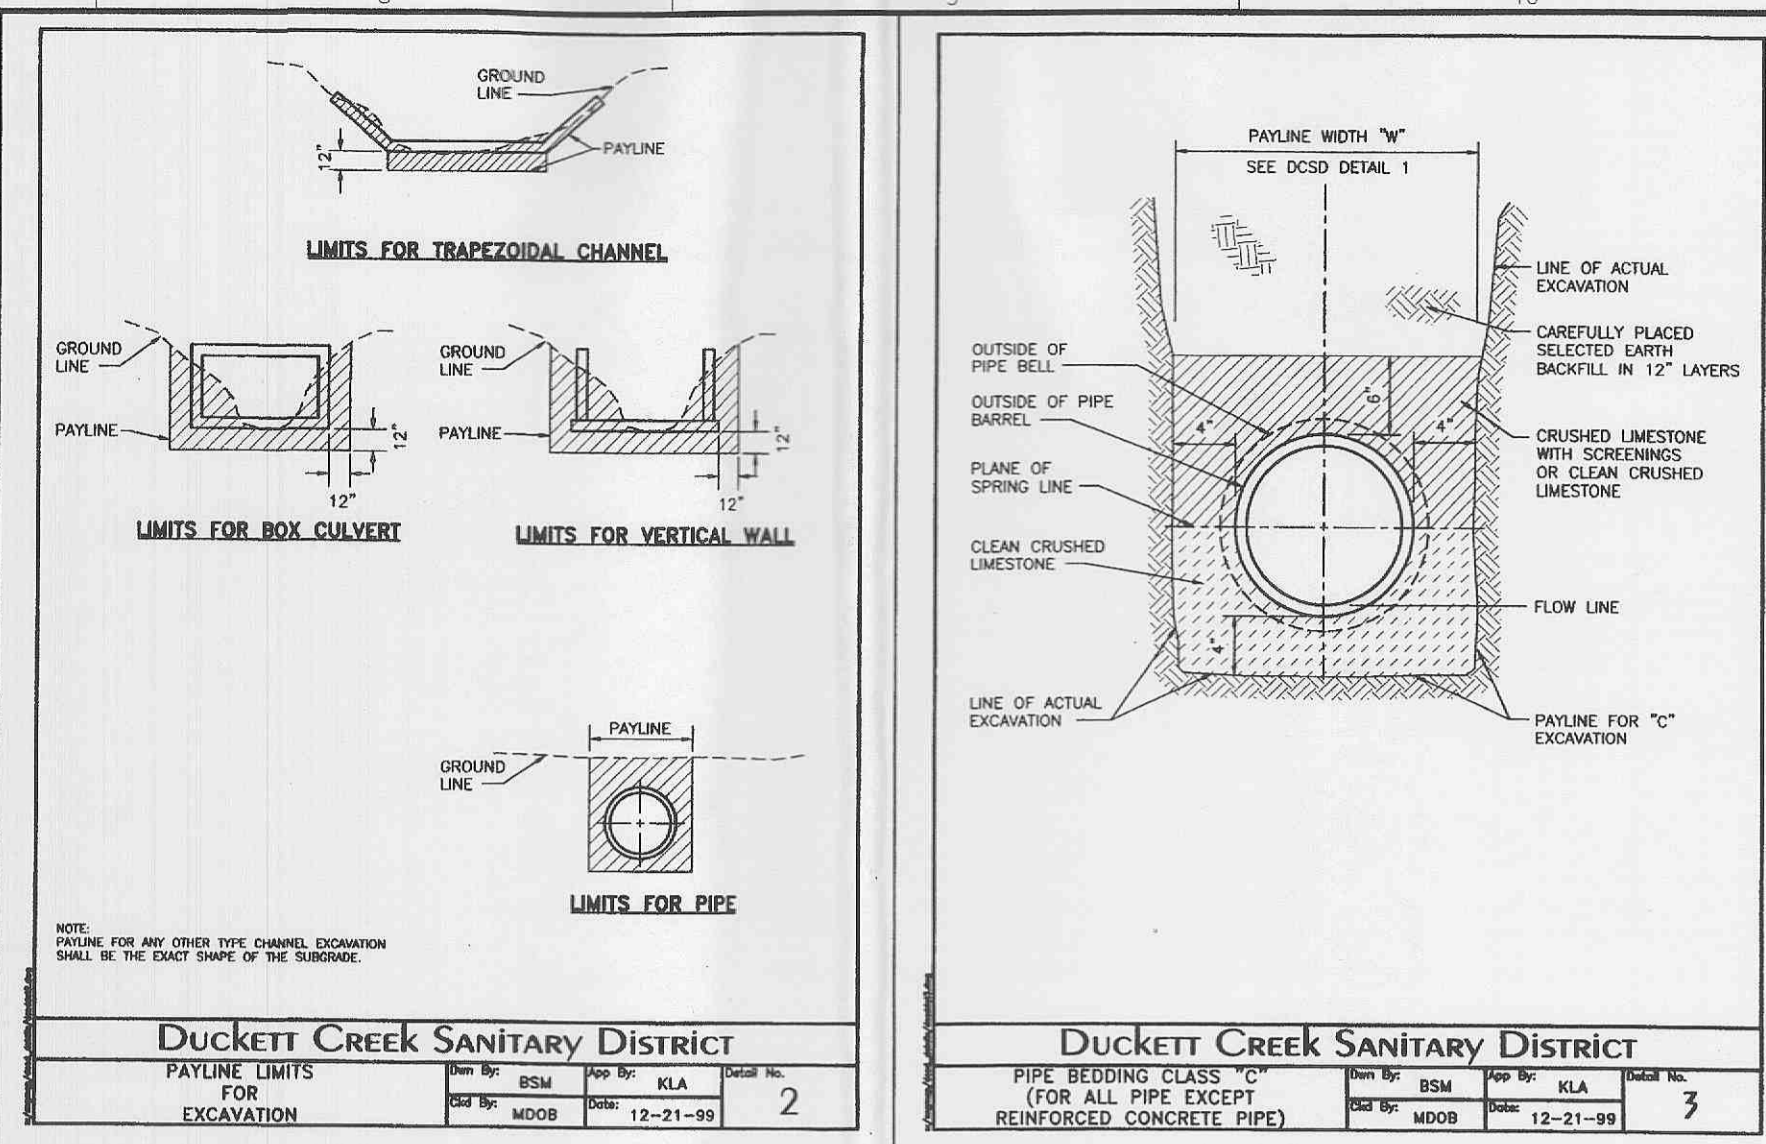 GROUND
LINE
PAYLINE
12"
LIMITS FOR TRAPEZOIDAL CHANNEL
GROUND
LINE
PAYLINE
12"
12"
LIMITS FOR BOX CULVERT
GROUND
LINE
PAYLINE
12"
12"
LIMITS FOR VERTICAL WALL
PAYLINE
GROUND
LINE
LIMITS FOR PIPE
NOTE:
PAYLINE FOR ANY OTHER TYPE CHANNEL EXCAVATION
SHALL BE THE EXACT SHAPE OF THE SUBGRADE.
DUCKETT CREEK SANITARY DISTRICT
PAYLINE LIMITS
FOR
EXCAVATION
Dwn By: BSM
App By: KLA
Detail No.
2
Ckd By: MDOB
Date: 12-21-99
PAYLINE WIDTH "W"
SEE DCSD DETAIL 1
LINE OF ACTUAL
EXCAVATION
CAREFULLY PLACED
SELECTED EARTH
BACKFILL IN 12" LAYERS
OUTSIDE OF
PIPE BELL
OUTSIDE OF PIPE
BARREL
6"
4"
4"
CRUSHED LIMESTONE
WITH SCREENINGS
OR CLEAN CRUSHED
LIMESTONE
PLANE OF
SPRING LINE
CLEAN CRUSHED
LIMESTONE
FLOW LINE
4"
LINE OF ACTUAL
EXCAVATION
PAYLINE FOR "C"
EXCAVATION
DUCKETT CREEK SANITARY DISTRICT
PIPE BEDDING CLASS "C"
(FOR ALL PIPE EXCEPT
REINFORCED CONCRETE PIPE)
Dwn By: BSM
App By: KLA
Detail No.
3
Ckd By: MDOB
Date: 12-21-99